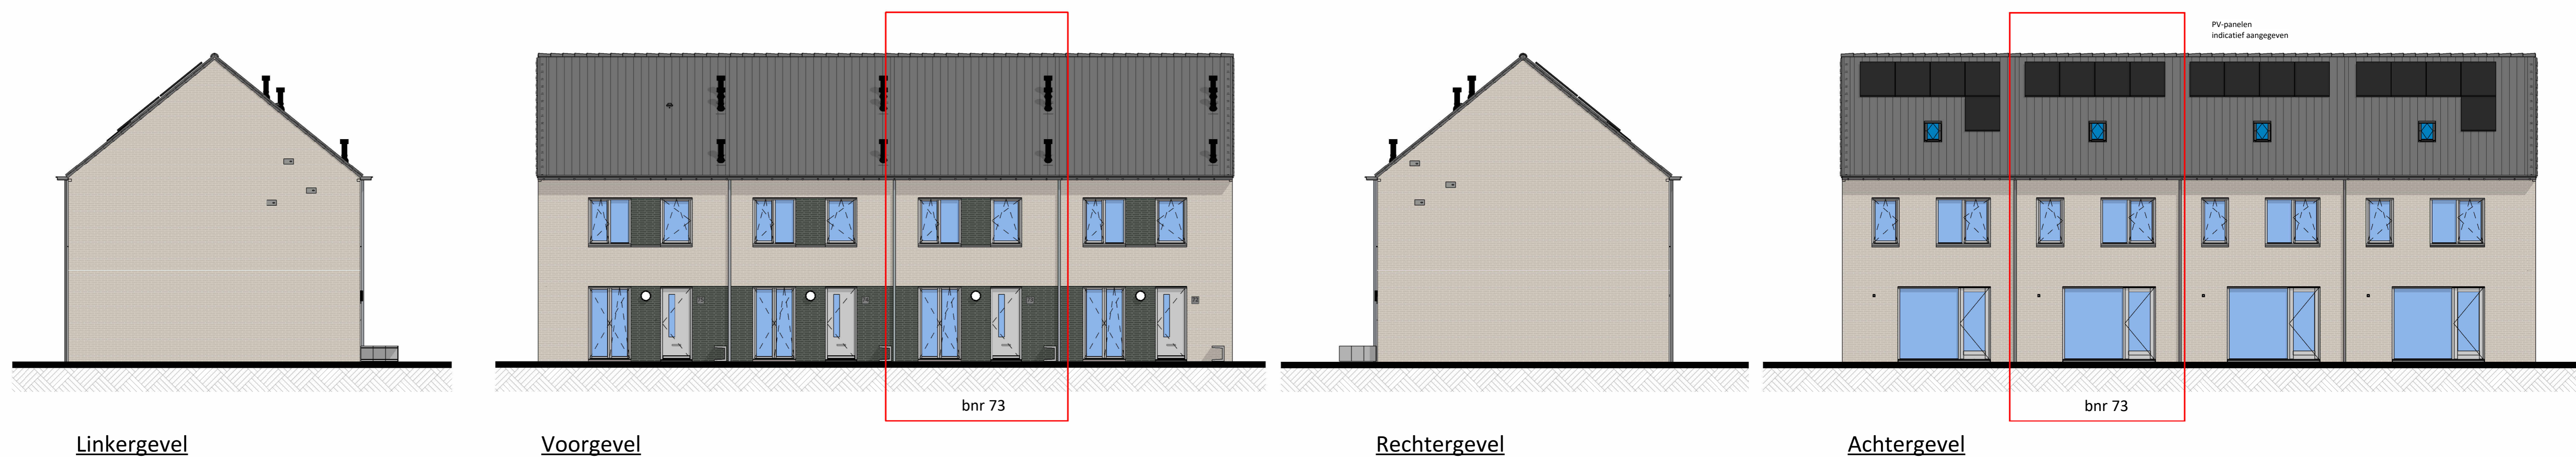 PV-panelen
indicatief aangegeven
bnr 73
bnr 73
Linkergevel
Voorgevel
Rechtergevel
Achtergevel